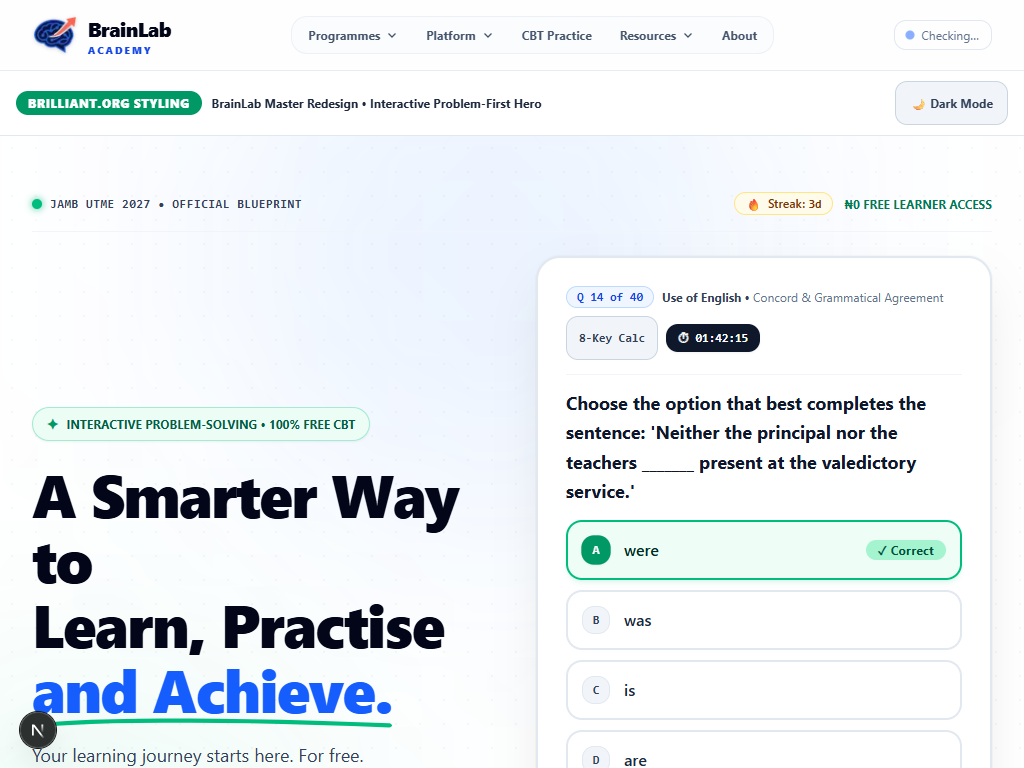 BrainLab
ACADEMY
Programmes
Platform
CBT Practice
Resources
About
Checking...
BRILLIANT.ORG STYLING
BrainLab Master Redesign • Interactive Problem-First Hero
🌙 Dark Mode
JAMB UTME 2027 • OFFICIAL BLUEPRINT
🔥 Streak: 3d
₦0 FREE LEARNER ACCESS
✦ INTERACTIVE PROBLEM-SOLVING • 100% FREE CBT
A Smarter Way
to
Learn, Practise
and Achieve.
Your learning journey starts here. For free.
N
Q 14 of 40
Use of English • Concord & Grammatical Agreement
8-Key Calc
⏱ 01:42:15
Choose the option that best completes the
sentence: 'Neither the principal nor the
teachers _______ present at the valedictory
service.'
A were ✓ Correct
B was
C is
D are